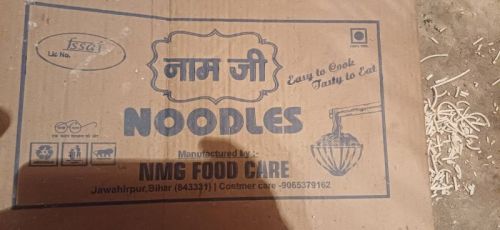 fssai
Lic No.
नाम जी
Easy to Cook
Tasty to Eat
NOODLES
Manufactured by :-
NMG FOOD CARE
Jawahirpur,Bihar (843331) | Costmer care -9065379162